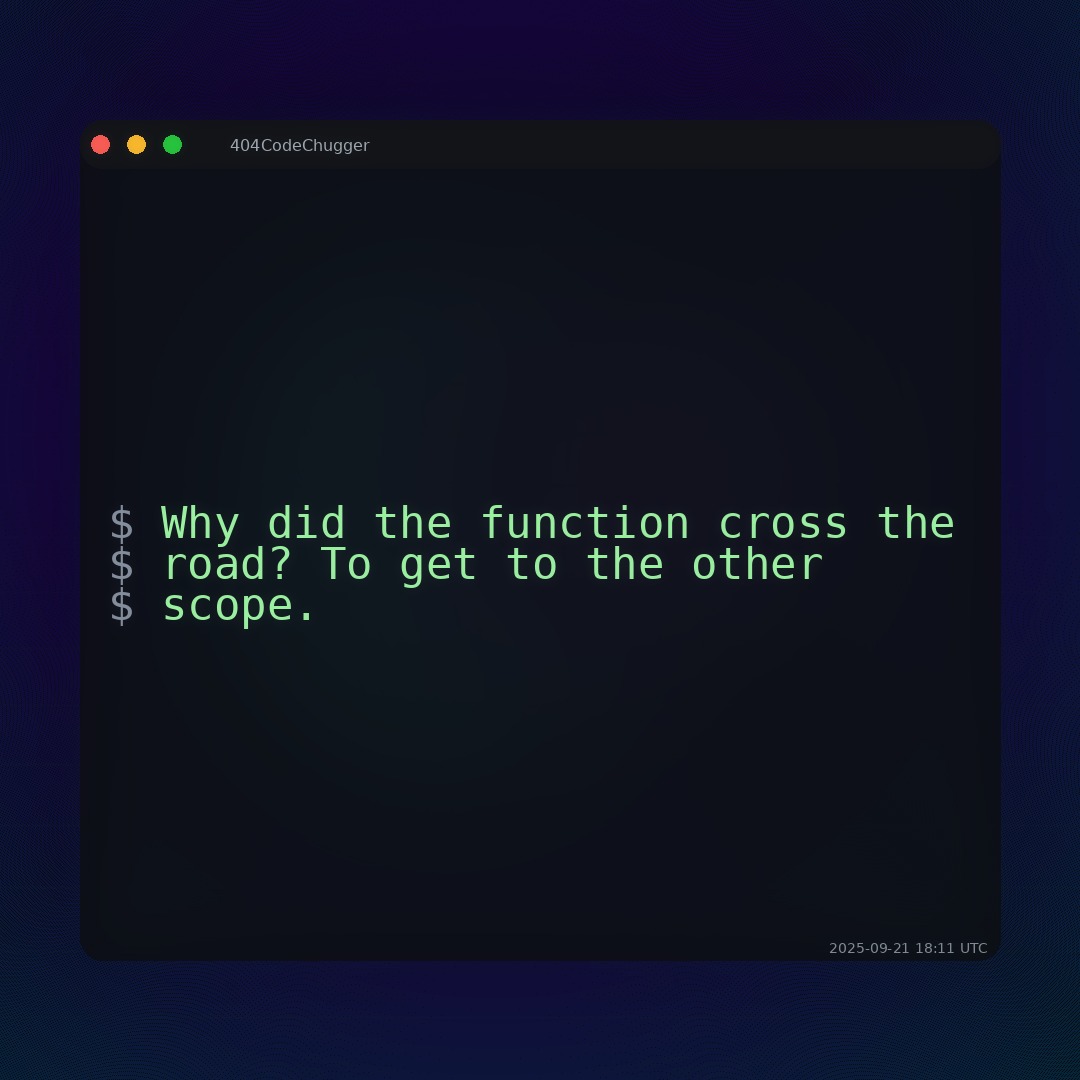 404CodeChugger
$ Why did the function cross the
$ road? To get to the other
$ scope.
2025-09-21 18:11 UTC